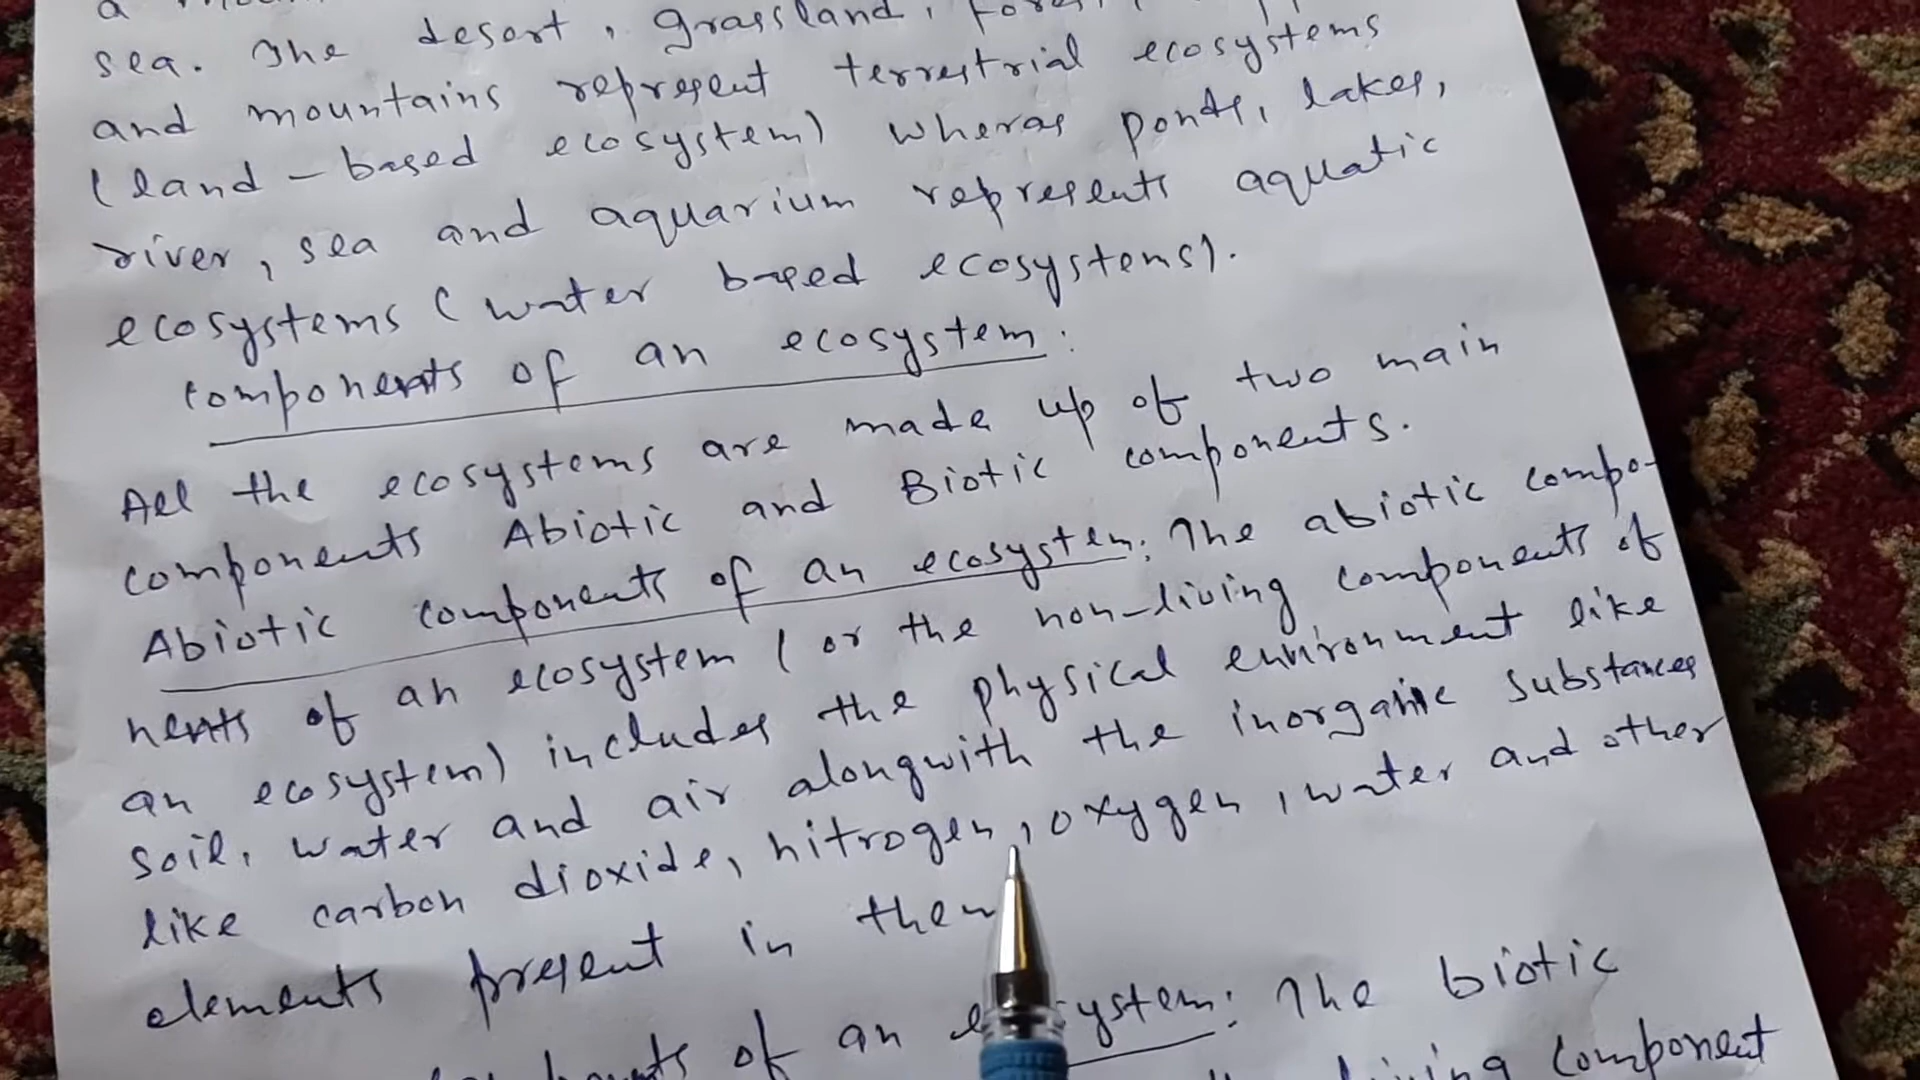 a
sea. The desert, grassland,
and mountains represent terrestrial ecosystems
(land-based ecosystem) wheras ponds, lakes,
river, sea and aquarium represents aquatic
ecosystems (water based ecosystems).
components of an ecosystem:
All the ecosystems are made up of two main
components Abiotic and Biotic components.
Abiotic components of an ecosystem: The abiotic compo-
nents of an ecosystem (or the non-living components of
an ecosystem) includes the physical environment like
soil, water and air alongwith the inorganic substances
like carbon dioxide, nitrogen, oxygen, water and other
elements present in them
of an ecosystem: The biotic
living component